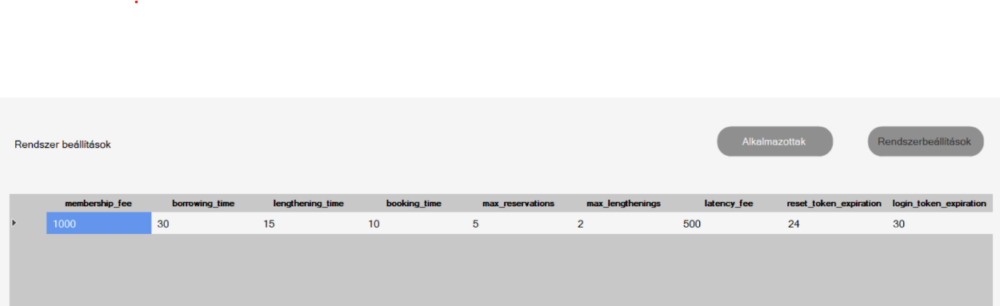 Alkalmazottak Rendszerbeállítások
Rendszer beállítások
membership_fee borrowing_time lengthening_time booking_time max_reservations max_lengthenings latency_fee reset_token_expiration login_token_expiration
1000 30 15 10 5 2 500 24 30